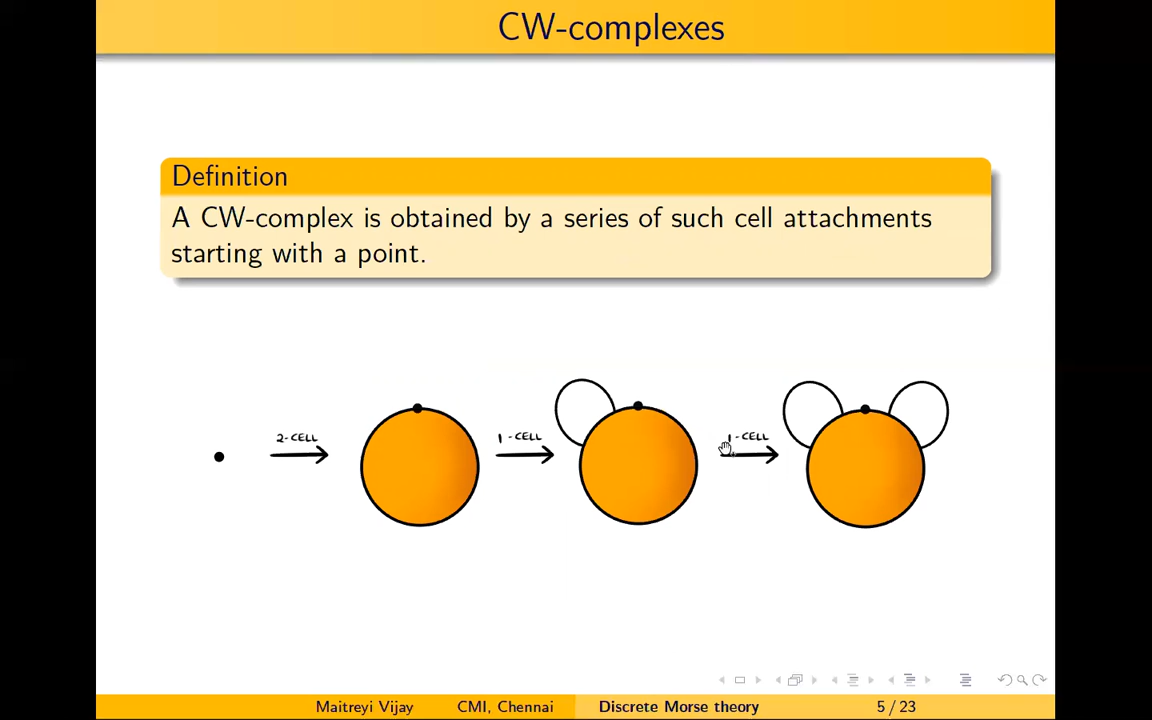 CW-complexes
Definition
A CW-complex is obtained by a series of such cell attachments
starting with a point.
2-CELL
1-CELL
1-CELL
Maitreyi Vijay CMI, Chennai Discrete Morse theory 5 / 23